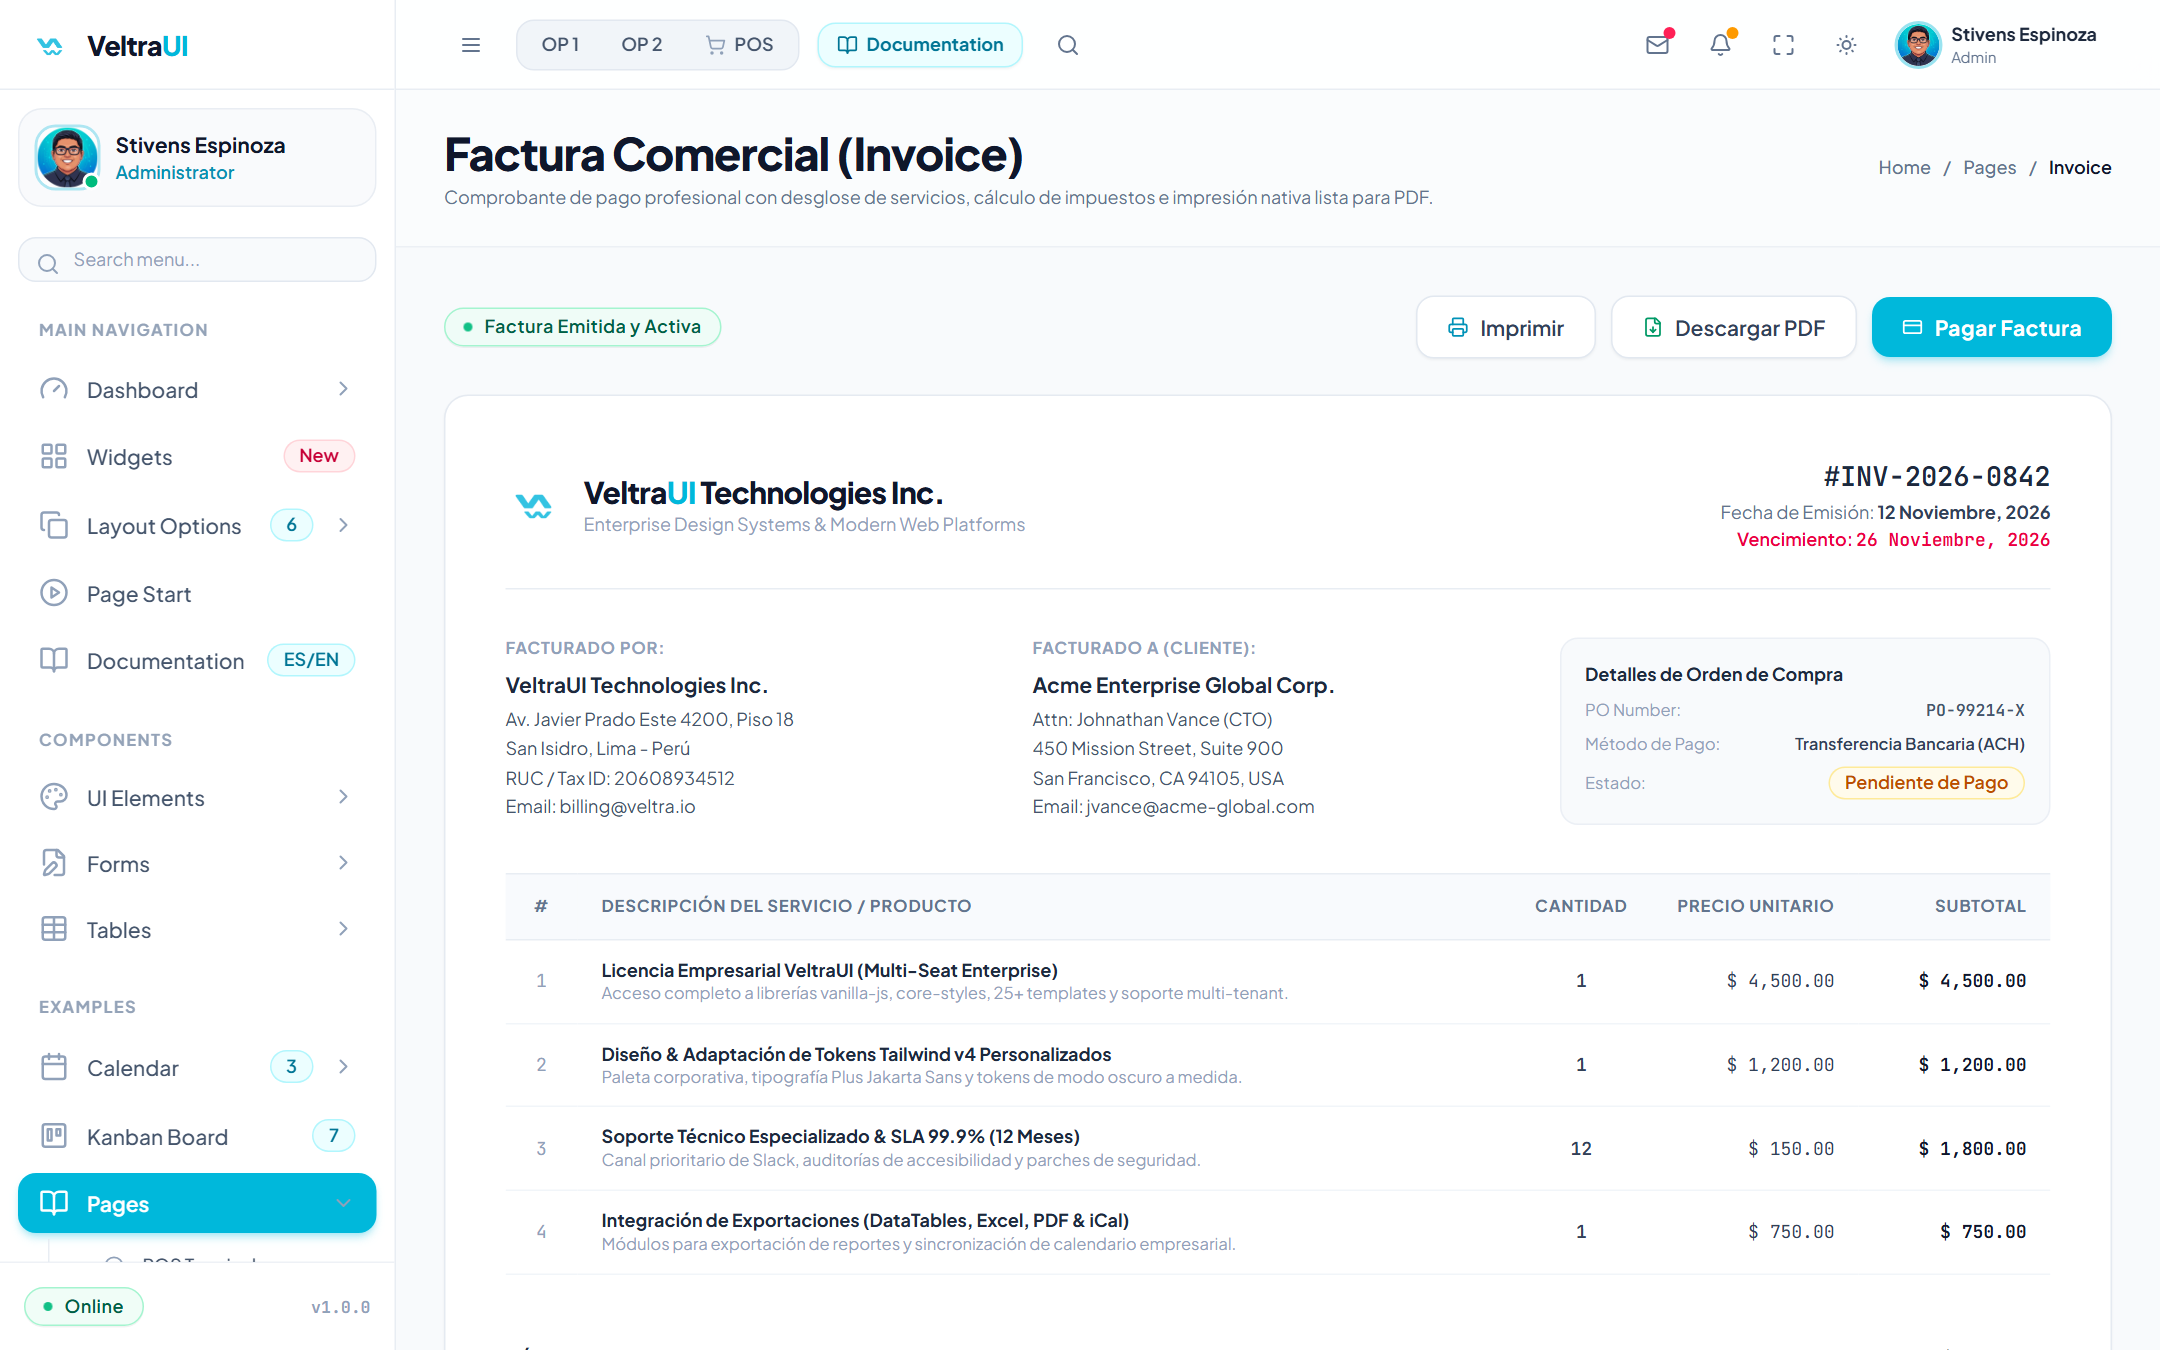 VeltraUI
OP 1
OP 2
POS
Documentation
Stivens Espinoza
Admin
Stivens Espinoza
Administrator
Search menu...
MAIN NAVIGATION
Dashboard
Widgets
New
Layout Options
6
Page Start
Documentation
ES/EN
COMPONENTS
UI Elements
Forms
Tables
EXAMPLES
Calendar
3
Kanban Board
7
Pages
Online
v1.0.0
Factura Comercial (Invoice)
Comprobante de pago profesional con desglose de servicios, cálculo de impuestos e impresión nativa lista para PDF.
Home / Pages / Invoice
Factura Emitida y Activa
Imprimir
Descargar PDF
Pagar Factura
VeltraUI Technologies Inc.
Enterprise Design Systems & Modern Web Platforms
#INV-2026-0842
Fecha de Emisión: 12 Noviembre, 2026
Vencimiento: 26 Noviembre, 2026
FACTURADO POR:
VeltraUI Technologies Inc.
Av. Javier Prado Este 4200, Piso 18
San Isidro, Lima - Perú
RUC / Tax ID: 20608934512
Email: billing@veltra.io
FACTURADO A (CLIENTE):
Acme Enterprise Global Corp.
Attn: Johnathan Vance (CTO)
450 Mission Street, Suite 900
San Francisco, CA 94105, USA
Email: jvance@acme-global.com
Detalles de Orden de Compra
PO Number: PO-99214-X
Método de Pago: Transferencia Bancaria (ACH)
Estado: Pendiente de Pago
# DESCRIPCIÓN DEL SERVICIO / PRODUCTO CANTIDAD PRECIO UNITARIO SUBTOTAL
1 Licencia Empresarial VeltraUI (Multi-Seat Enterprise) 1 $ 4,500.00 $ 4,500.00
Acceso completo a librerías vanilla-js, core-styles, 25+ templates y soporte multi-tenant.
2 Diseño & Adaptación de Tokens Tailwind v4 Personalizados 1 $ 1,200.00 $ 1,200.00
Paleta corporativa, tipografía Plus Jakarta Sans y tokens de modo oscuro a medida.
3 Soporte Técnico Especializado & SLA 99.9% (12 Meses) 12 $ 150.00 $ 1,800.00
Canal prioritario de Slack, auditorías de accesibilidad y parches de seguridad.
4 Integración de Exportaciones (DataTables, Excel, PDF & iCal) 1 $ 750.00 $ 750.00
Módulos para exportación de reportes y sincronización de calendario empresarial.